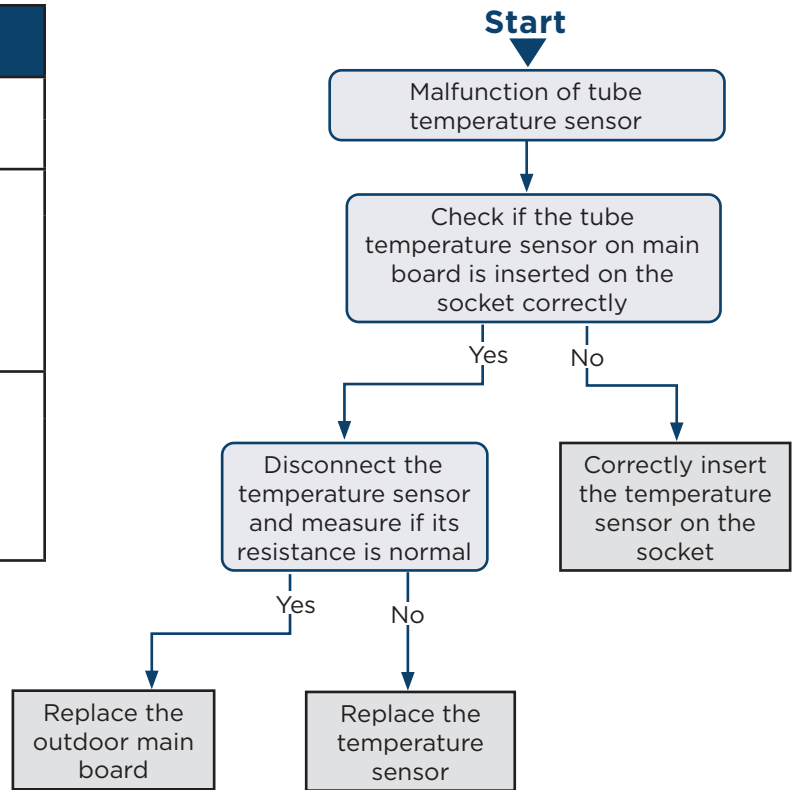 Start
Malfunction of tube
temperature sensor
Check if the tube
temperature sensor on main
board is inserted on the
socket correctly
Yes
No
Disconnect the
temperature sensor
and measure if its
resistance is normal
Correctly insert
the temperature
sensor on the
socket
Yes
No
Replace the
outdoor main
board
Replace the
temperature
sensor